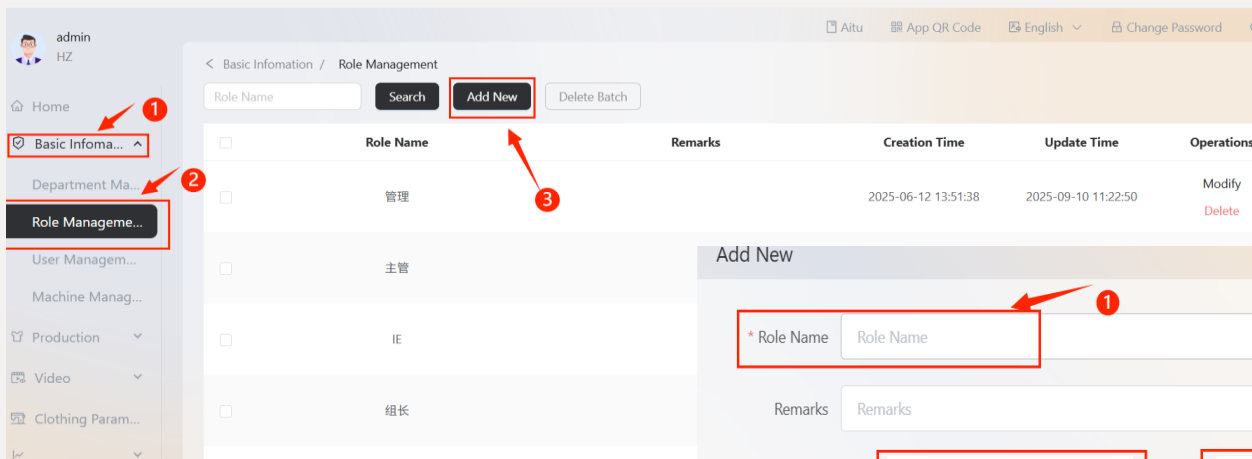 admin
HZ
Aitu
App QR Code
English
Change Password
Basic Infomation / Role Management
Role Name
Search
Add New
Delete Batch
Home
1
Basic Infoma...
Role Name
Remarks
Creation Time
Update Time
Operations
Department Ma...
2
Role Manageme...
3
管理
2025-06-12 13:51:38
2025-09-10 11:22:50
Modify
Delete
User Managem...
主管
Machine Manag...
Production
IE
Video
组长
Clothing Param...
Add New
1
* Role Name
Role Name
Remarks
Remarks